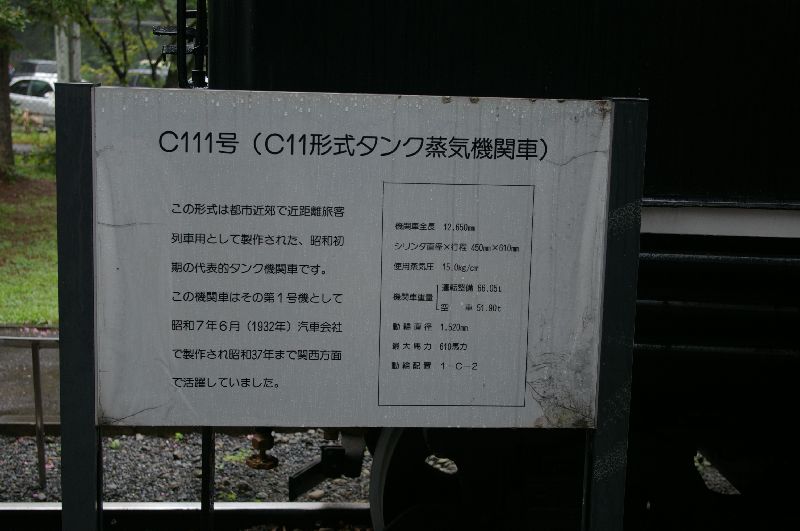 C111号(C11形式タンク蒸気機関車)
この形式は都市近郊で近距離旅客
列車用として製作された、昭和初
期の代表的タンク機関車です。
この機関車はその第1号機として
昭和7年6月(1932年)汽車会社
で製作され昭和37年まで関西方面
で活躍していました。
機関車全長 12,650mm
シリンダ直径×行程 450mm×610mm
使用蒸気圧 15.0kg/cm
機関車重量 運転整備 66.05t
空車 51.90t
動輪直径 1,520mm
最大馬力 610馬力
動輪配置 1-C-2